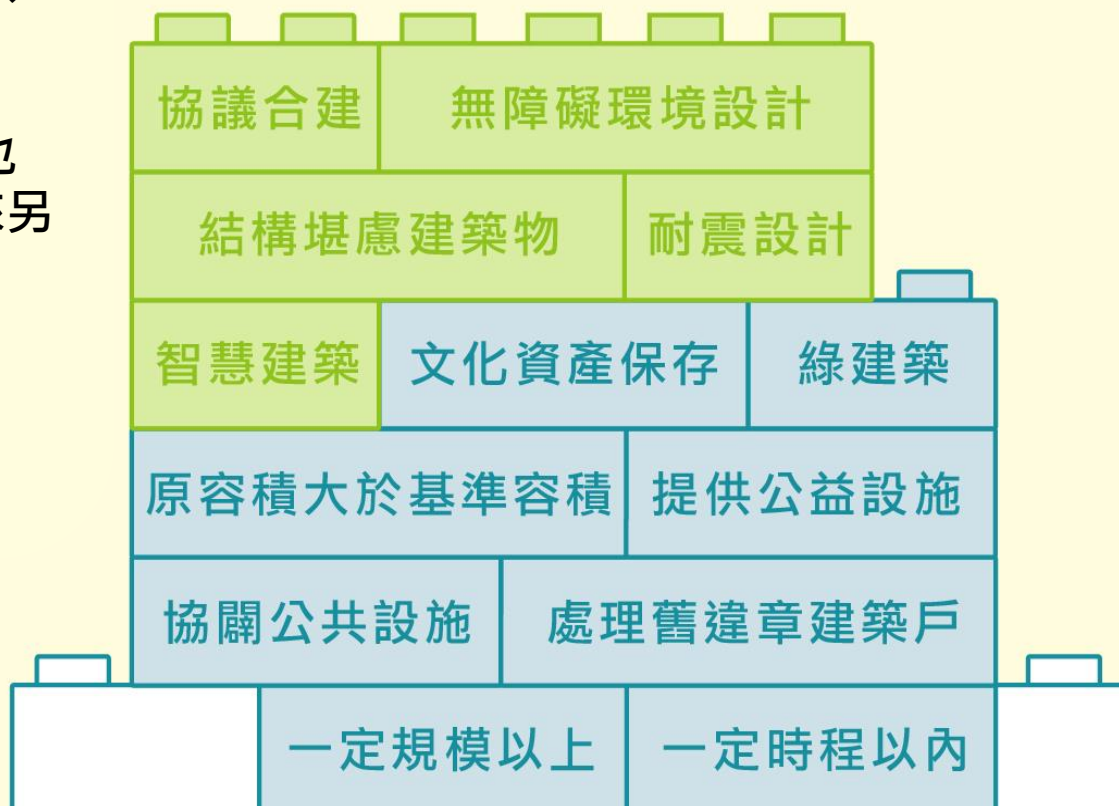 協議合建 無障礙環境設計
也
另
結構堪慮建築物 耐震設計
智慧建築 文化資產保存 綠建築
原容積大於基準容積 提供公益設施
協闢公共設施 處理舊違章建築戶
一定規模以上 一定時程以內